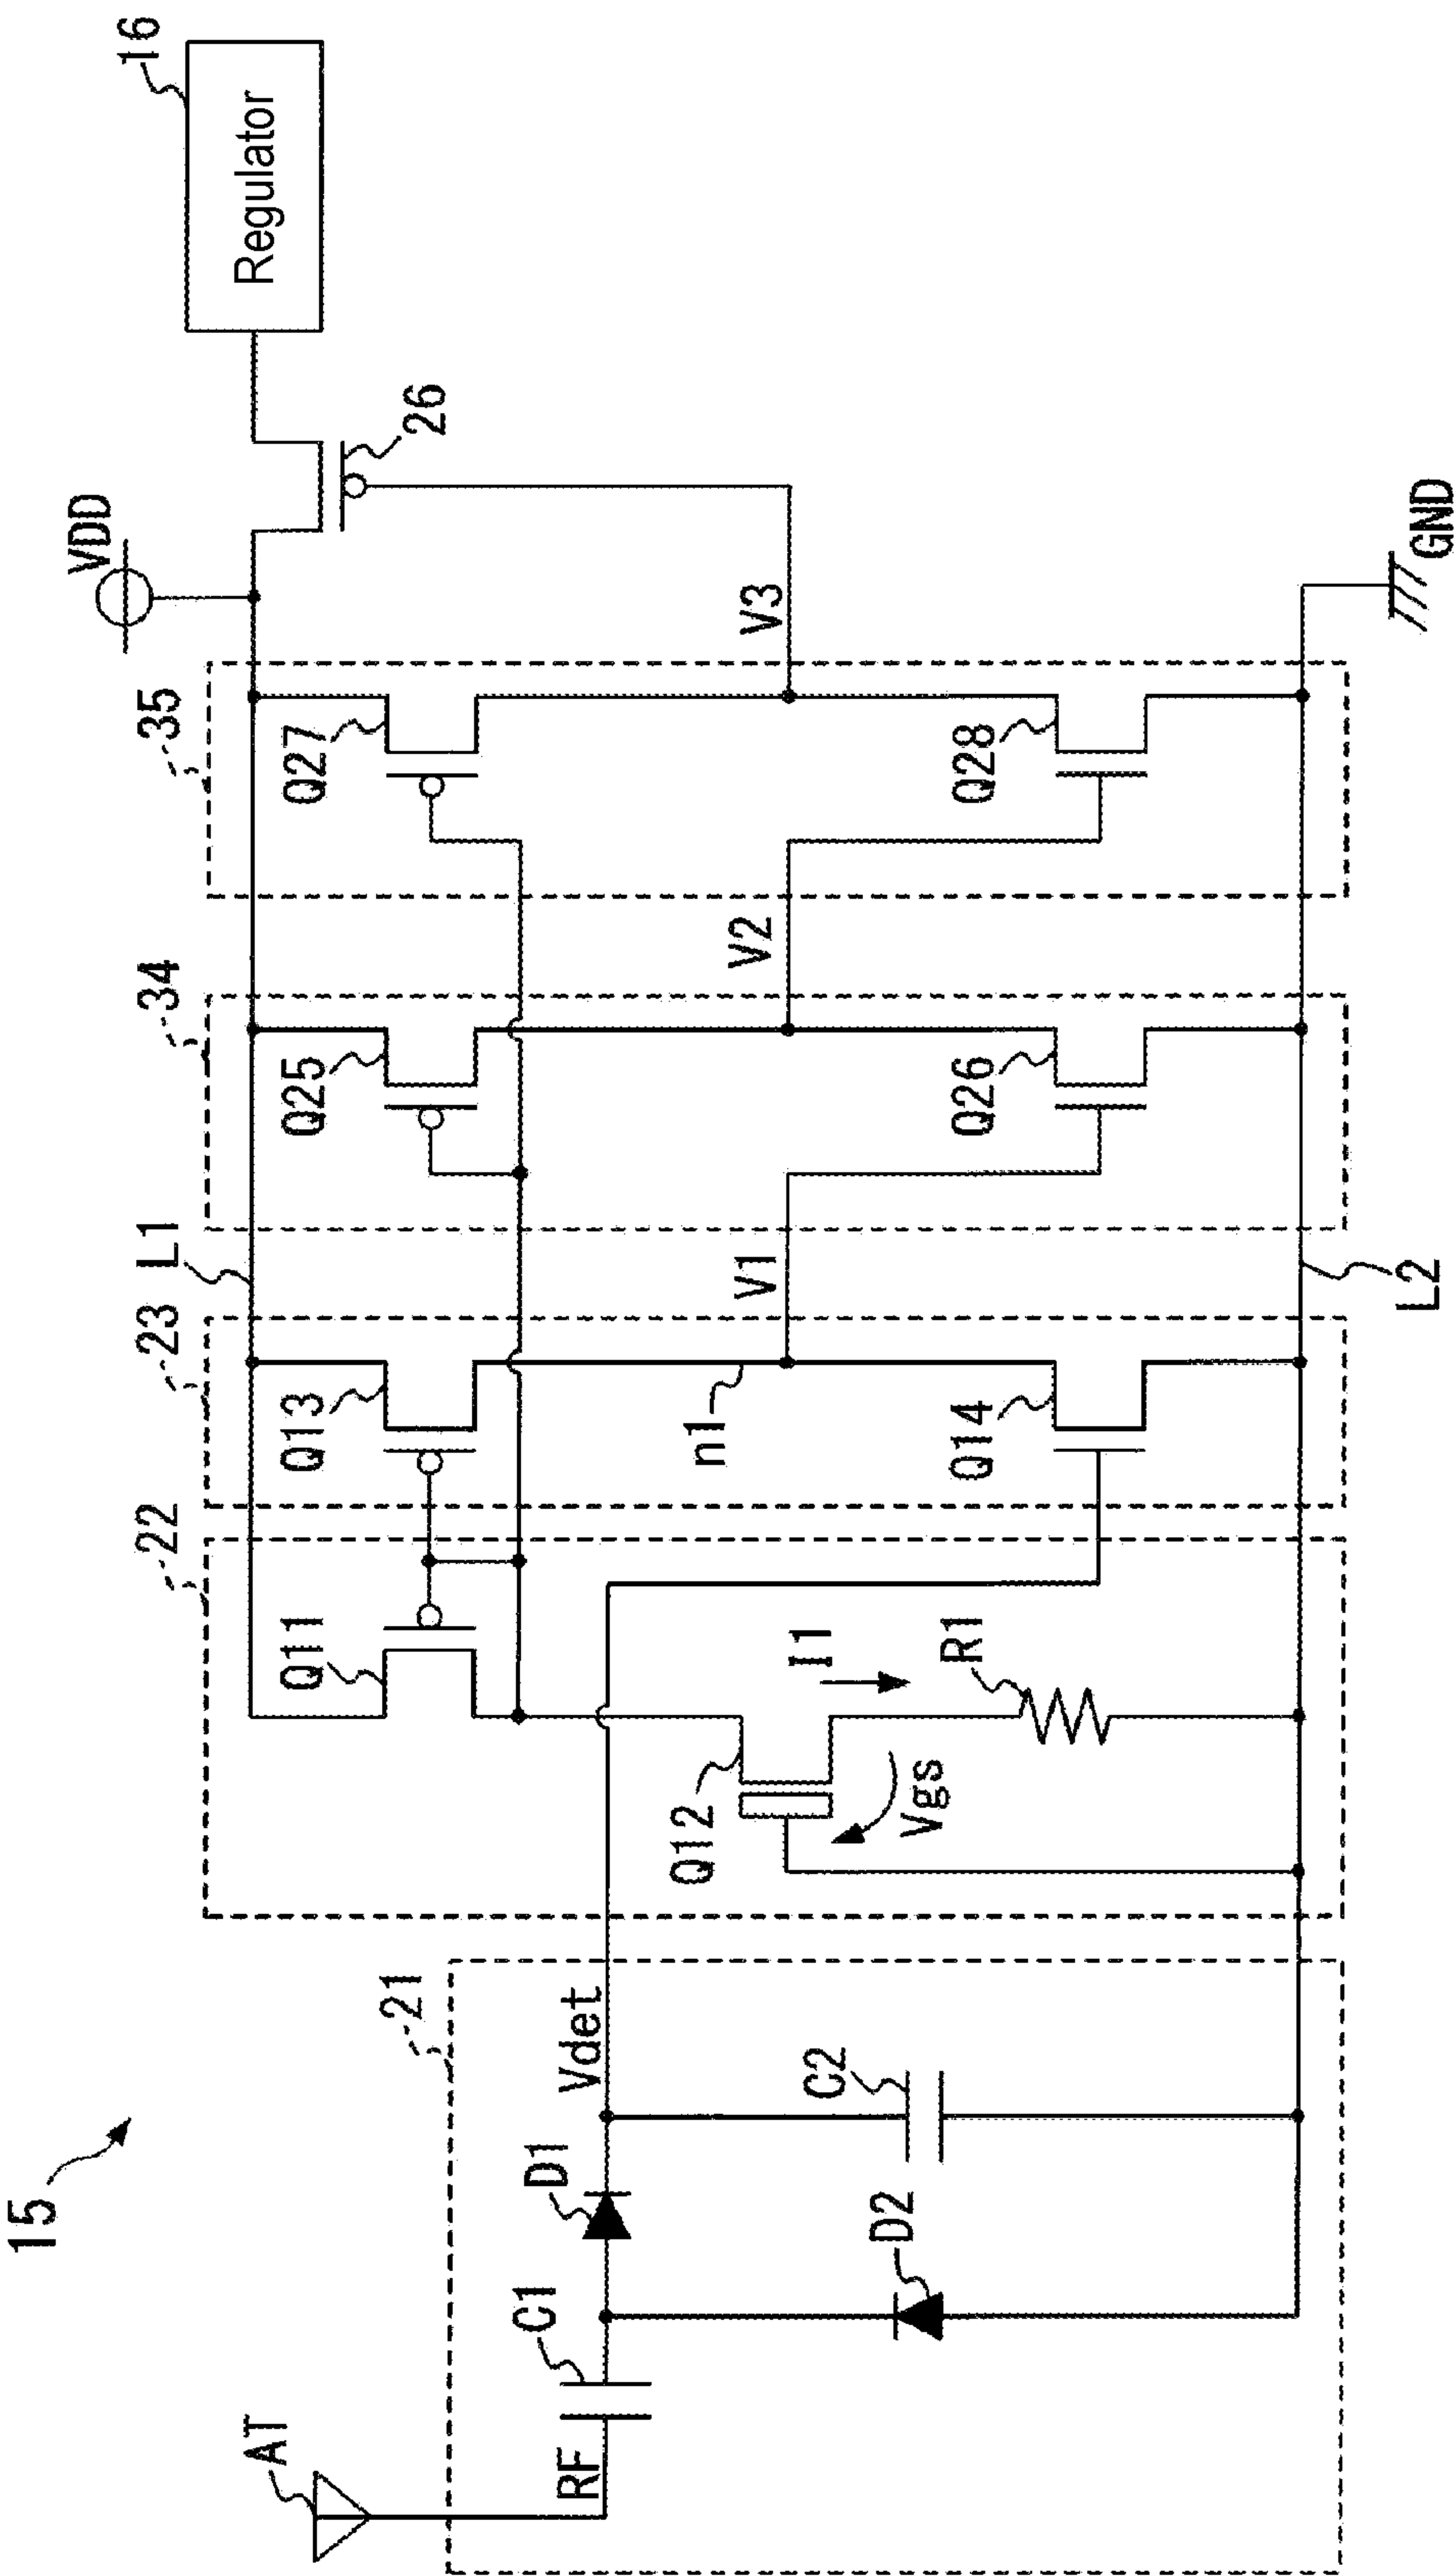 15
AT
RF
C1
D1
D2
C2
Vdet
21
22
Q11
Q12
Vgs
I1
R1
23
Q13
n1
Q14
V1
L1
L2
34
Q25
Q26
V2
35
Q27
Q28
V3
VDD
GND
26
16
Regulator